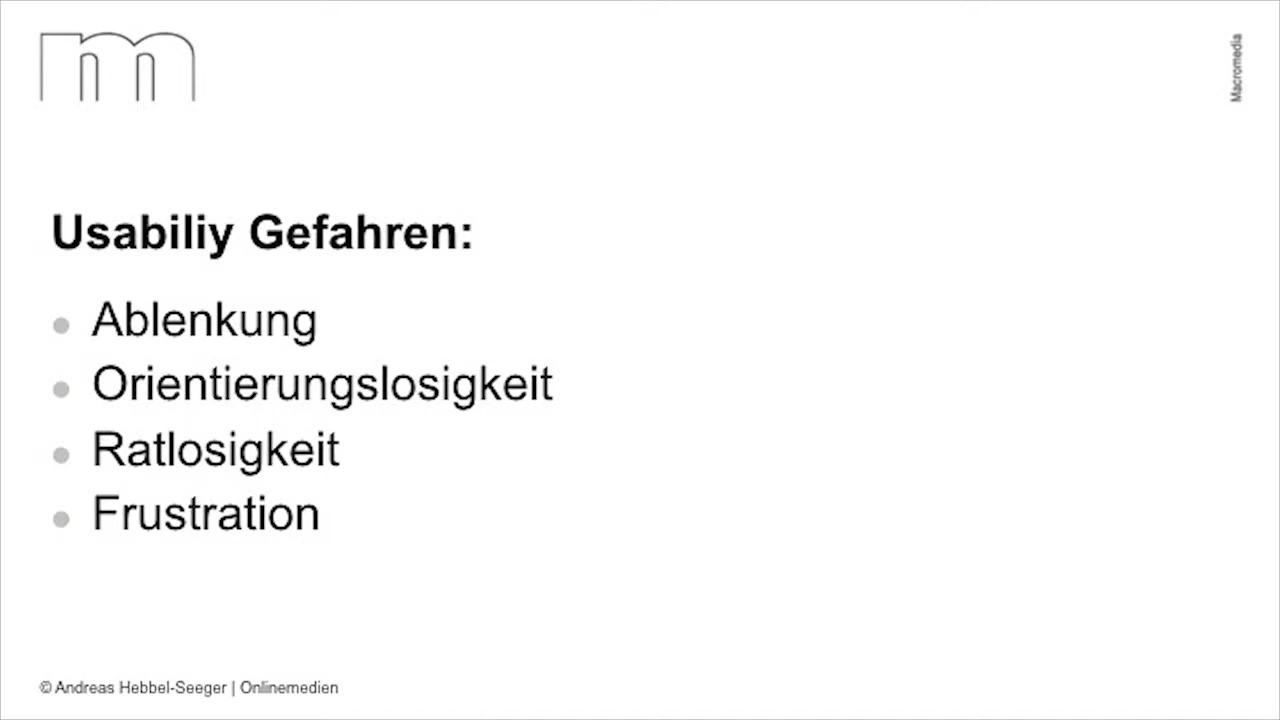 m
Macromedia
Usabiliy Gefahren:
Ablenkung
Orientierungslosigkeit
Ratlosigkeit
Frustration
© Andreas Hebbel-Seeger | Onlinemedien